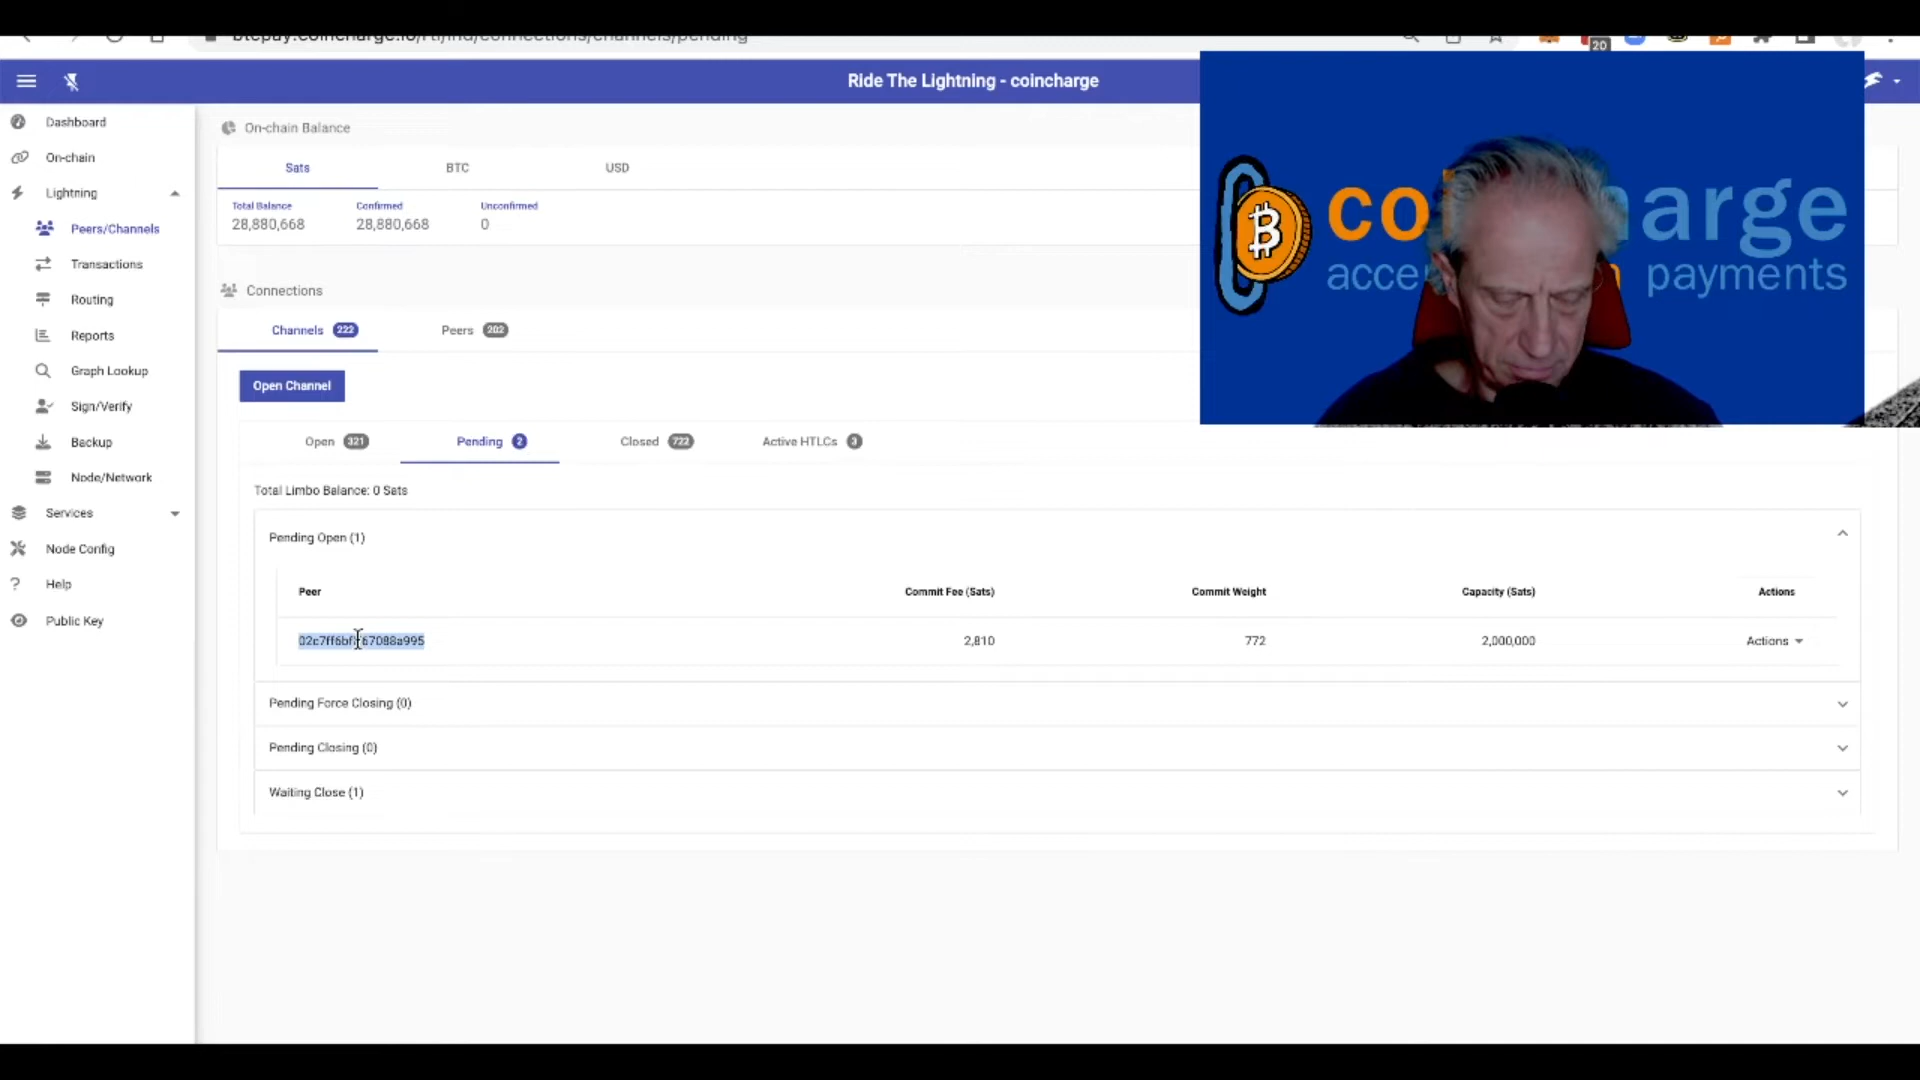 btcpay.coincharge.io/rtl/lnd/connections/channels/pending
20
Ride The Lightning - coincharge
Dashboard
On-chain
Lightning
Peers/Channels
Transactions
Routing
Reports
Graph Lookup
Sign/Verify
Backup
Node/Network
Services
Node Config
Help
Public Key
On-chain Balance
Sats BTC USD
Total Balance Confirmed Unconfirmed
28,880,668 28,880,668 0
Connections
Channels 222 Peers 202
Open Channel
Open 321 Pending 2 Closed 722 Active HTLCs 3
Total Limbo Balance: 0 Sats
Pending Open (1)
Peer Commit Fee (Sats) Commit Weight Capacity (Sats) Actions
2,810 772 2,000,000 Actions
Pending Force Closing (0)
Pending Closing (0)
Waiting Close (1)
payments